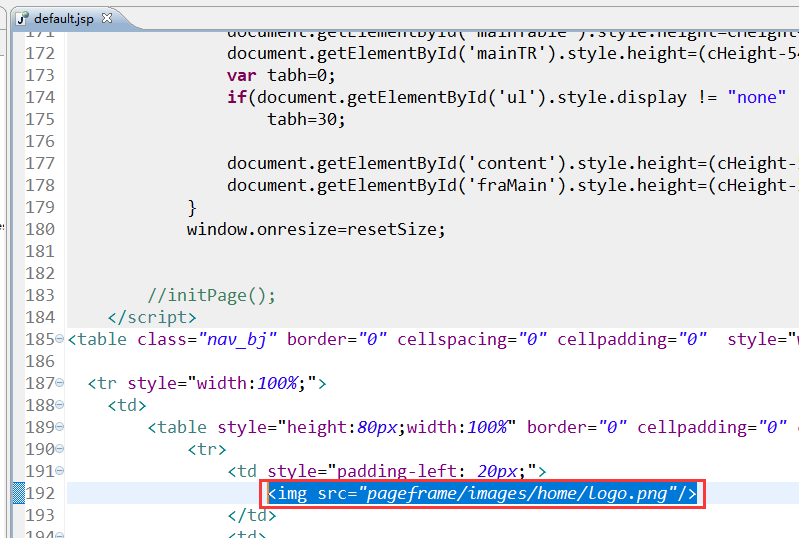 default.jsp
171 document.getElementById('mainTable').style.height=cHeight
172 document.getElementById('mainTR').style.height=(cHeight-54
173 var tabh=0;
174 if(document.getElementById('ul').style.display != "none"
175 tabh=30;
176
177 document.getElementById('content').style.height=(cHeight-
178 document.getElementById('fraMain').style.height=(cHeight-
179 }
180 window.onresize=resetSize;
181
182
183 //initPage();
184 </script>
185 <table class="nav_bj" border="0" cellspacing="0" cellpadding="0" style="w
186
187 <tr style="width:100%;">
188 <td>
189 <table style="height:80px;width:100%" border="0" cellpadding="0"
190 <tr>
191 <td style="padding-left: 20px;">
192 <img src="pageframe/images/home/logo.png"/>
193 </td>
194 <td>